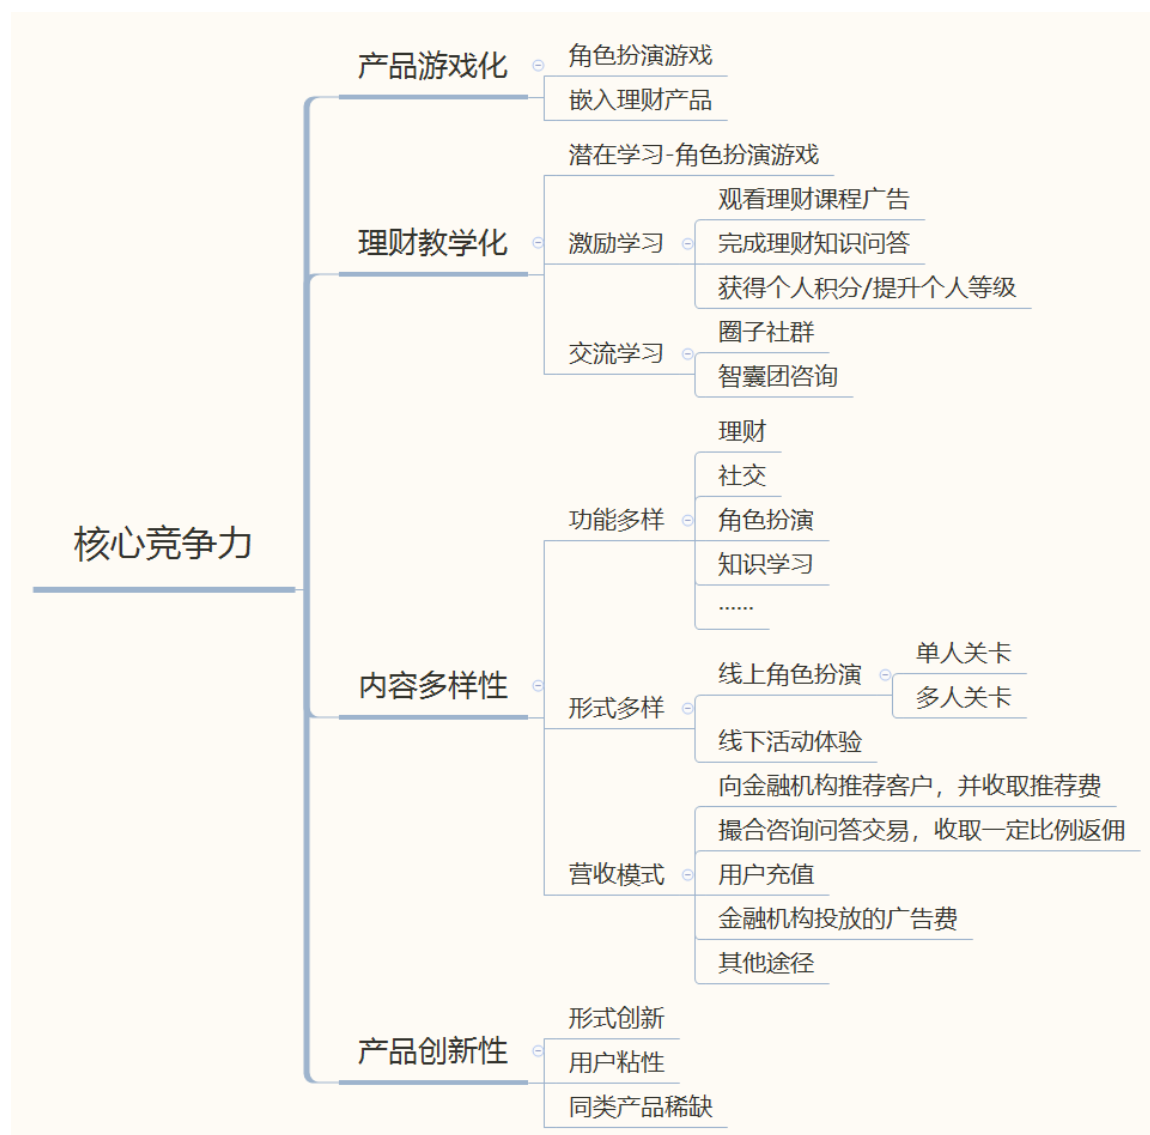 核心竞争力
产品游戏化
角色扮演游戏
嵌入理财产品
理财教学化
潜在学习-角色扮演游戏
激励学习
观看理财课程广告
完成理财知识问答
获得个人积分/提升个人等级
交流学习
圈子社群
智囊团咨询
内容多样性
功能多样
理财
社交
角色扮演
知识学习
……
形式多样
线上角色扮演
单人关卡
多人关卡
线下活动体验
营收模式
向金融机构推荐客户，并收取推荐费
撮合咨询问答交易，收取一定比例返佣
用户充值
金融机构投放的广告费
其他途径
产品创新性
形式创新
用户粘性
同类产品稀缺